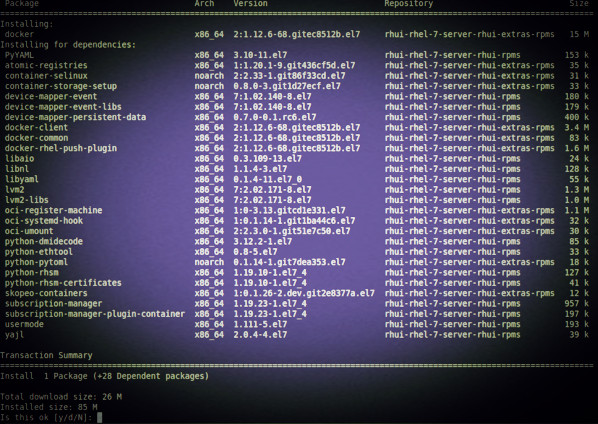 Package Arch Version Repository Size
Installing:
docker x86_64 2:1.12.6-68.gitec8512b.el7 rhui-rhel-7-server-rhui-extras-rpms 15 M
Installing for dependencies:
PyYAML x86_64 3.10-11.el7 rhui-rhel-7-server-rhui-rpms 153 k
atomic-registries x86_64 1:1.20.1-9.git436cf5d.el7 rhui-rhel-7-server-rhui-extras-rpms 35 k
container-selinux noarch 2:2.33-1.git86f33cd.el7 rhui-rhel-7-server-rhui-extras-rpms 31 k
container-storage-setup noarch 0.8.0-3.git1d27ecf.el7 rhui-rhel-7-server-rhui-extras-rpms 33 k
device-mapper-event x86_64 7:1.02.140-8.el7 rhui-rhel-7-server-rhui-rpms 180 k
device-mapper-event-libs x86_64 7:1.02.140-8.el7 rhui-rhel-7-server-rhui-rpms 179 k
device-mapper-persistent-data x86_64 0.7.0-0.1.rc6.el7 rhui-rhel-7-server-rhui-rpms 400 k
docker-client x86_64 2:1.12.6-68.gitec8512b.el7 rhui-rhel-7-server-rhui-extras-rpms 3.4 M
docker-common x86_64 2:1.12.6-68.gitec8512b.el7 rhui-rhel-7-server-rhui-extras-rpms 83 k
docker-rhel-push-plugin x86_64 2:1.12.6-68.gitec8512b.el7 rhui-rhel-7-server-rhui-extras-rpms 1.6 M
libaio x86_64 0.3.109-13.el7 rhui-rhel-7-server-rhui-rpms 24 k
libnl x86_64 1.1.4-3.el7 rhui-rhel-7-server-rhui-rpms 128 k
libyaml x86_64 0.1.4-11.el7_0 rhui-rhel-7-server-rhui-rpms 55 k
lvm2 x86_64 7:2.02.171-8.el7 rhui-rhel-7-server-rhui-rpms 1.3 M
lvm2-libs x86_64 7:2.02.171-8.el7 rhui-rhel-7-server-rhui-rpms 1.0 M
oci-register-machine x86_64 1:0-3.13.gitcd1e331.el7 rhui-rhel-7-server-rhui-extras-rpms 1.1 M
oci-systemd-hook x86_64 1:0.1.14-1.git1ba44c6.el7 rhui-rhel-7-server-rhui-extras-rpms 32 k
oci-umount x86_64 2:2.3.0-1.git51e7c50.el7 rhui-rhel-7-server-rhui-extras-rpms 30 k
python-dmidecode x86_64 3.12.2-1.el7 rhui-rhel-7-server-rhui-rpms 85 k
python-ethtool x86_64 0.8-5.el7 rhui-rhel-7-server-rhui-rpms 33 k
python-pytoml noarch 0.1.14-1.git7dea353.el7 rhui-rhel-7-server-rhui-extras-rpms 18 k
python-rhsm x86_64 1.19.10-1.el7_4 rhui-rhel-7-server-rhui-rpms 127 k
python-rhsm-certificates x86_64 1.19.10-1.el7_4 rhui-rhel-7-server-rhui-rpms 41 k
skopeo-containers x86_64 1:0.1.26-2.dev.git2e8377a.el7 rhui-rhel-7-server-rhui-extras-rpms 12 k
subscription-manager x86_64 1.19.23-1.el7_4 rhui-rhel-7-server-rhui-rpms 957 k
subscription-manager-plugin-container x86_64 1.19.23-1.el7_4 rhui-rhel-7-server-rhui-rpms 197 k
usermode x86_64 1.111-5.el7 rhui-rhel-7-server-rhui-rpms 193 k
yajl x86_64 2.0.4-4.el7 rhui-rhel-7-server-rhui-rpms 39 k
Transaction Summary
Install 1 Package (+28 Dependent packages)
Total download size: 26 M
Installed size: 85 M
Is this ok [y/d/N]: